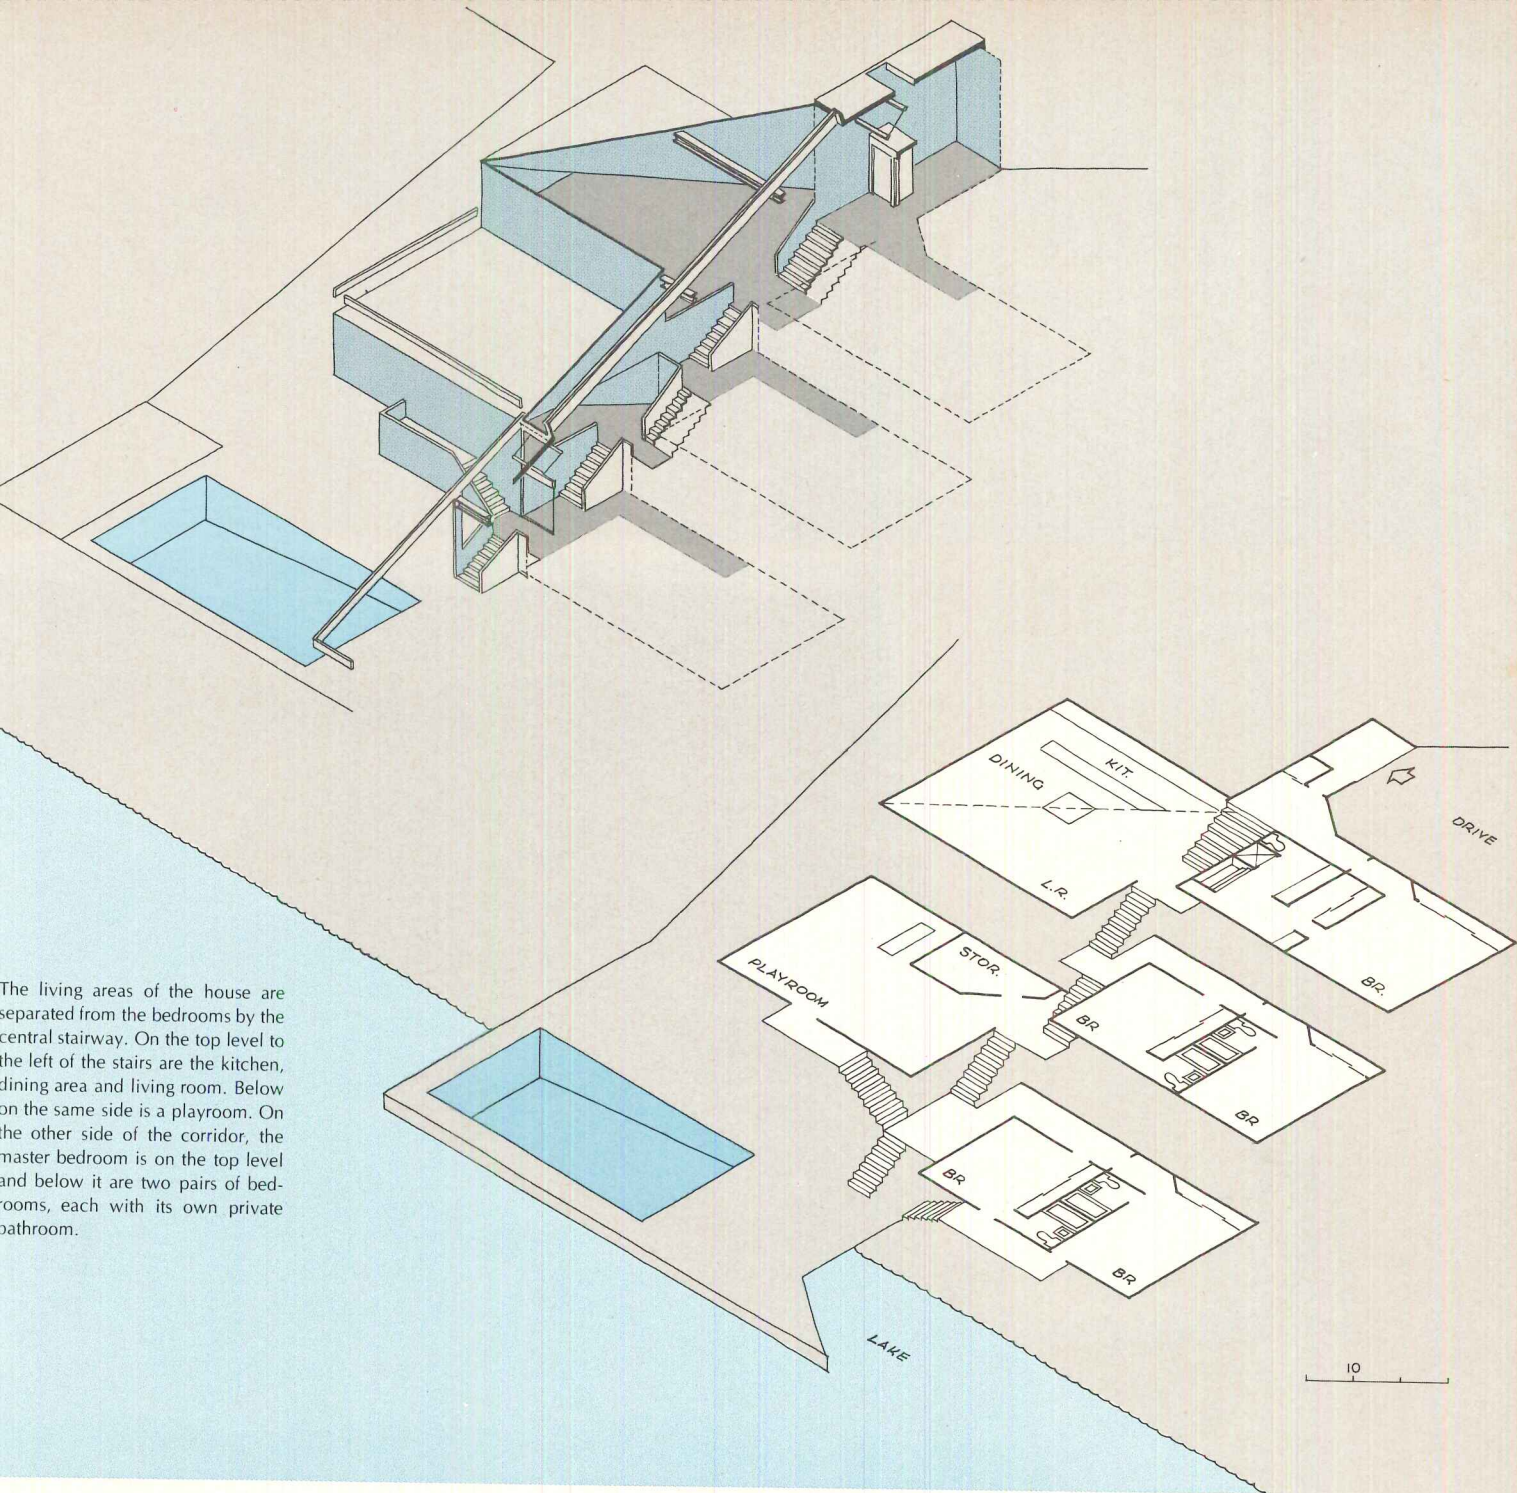 The living areas of the house are
separated from the bedrooms by the
central stairway. On the top level to
the left of the stairs are the kitchen,
dining area and living room. Below
on the same side is a playroom. On
the other side of the corridor, the
master bedroom is on the top level
and below it are two pairs of bed-
rooms, each with its own private
bathroom.
DINING
KIT.
DRIVE
L.R.
BR.
PLAYROOM
STOR.
BR
BR
BR
BR
LAKE
10